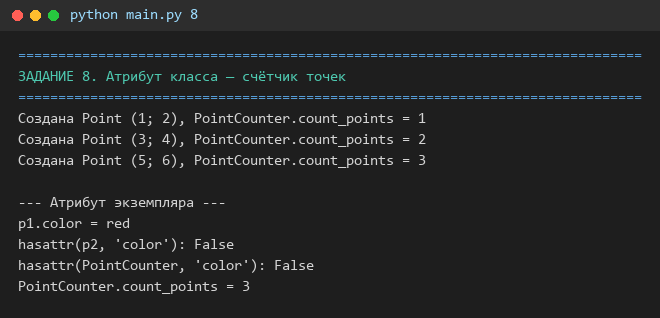 python main.py 8
==============================================================================
ЗАДАНИЕ 8. Атрибут класса — счётчик точек
==============================================================================
Создана Point (1; 2), PointCounter.count_points = 1
Создана Point (3; 4), PointCounter.count_points = 2
Создана Point (5; 6), PointCounter.count_points = 3
--- Атрибут экземпляра ---
p1.color = red
hasattr(p2, 'color'): False
hasattr(PointCounter, 'color'): False
PointCounter.count_points = 3